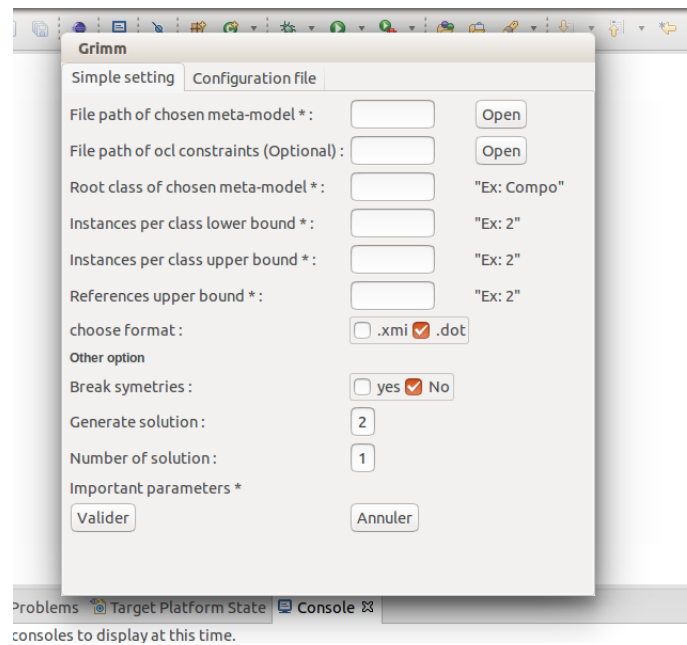 Grimm
Simple setting Configuration file
File path of chosen meta-model * : Open
File path of ocl constraints (Optional) : Open
Root class of chosen meta-model * : "Ex: Compo"
Instances per class lower bound * : "Ex: 2"
Instances per class upper bound * : "Ex: 2"
References upper bound * : "Ex: 2"
choose format : .xmi .dot
Other option
Break symetries : yes No
Generate solution : 2
Number of solution : 1
Important parameters *
Valider Annuler
Problems Target Platform State Console
consoles to display at this time.